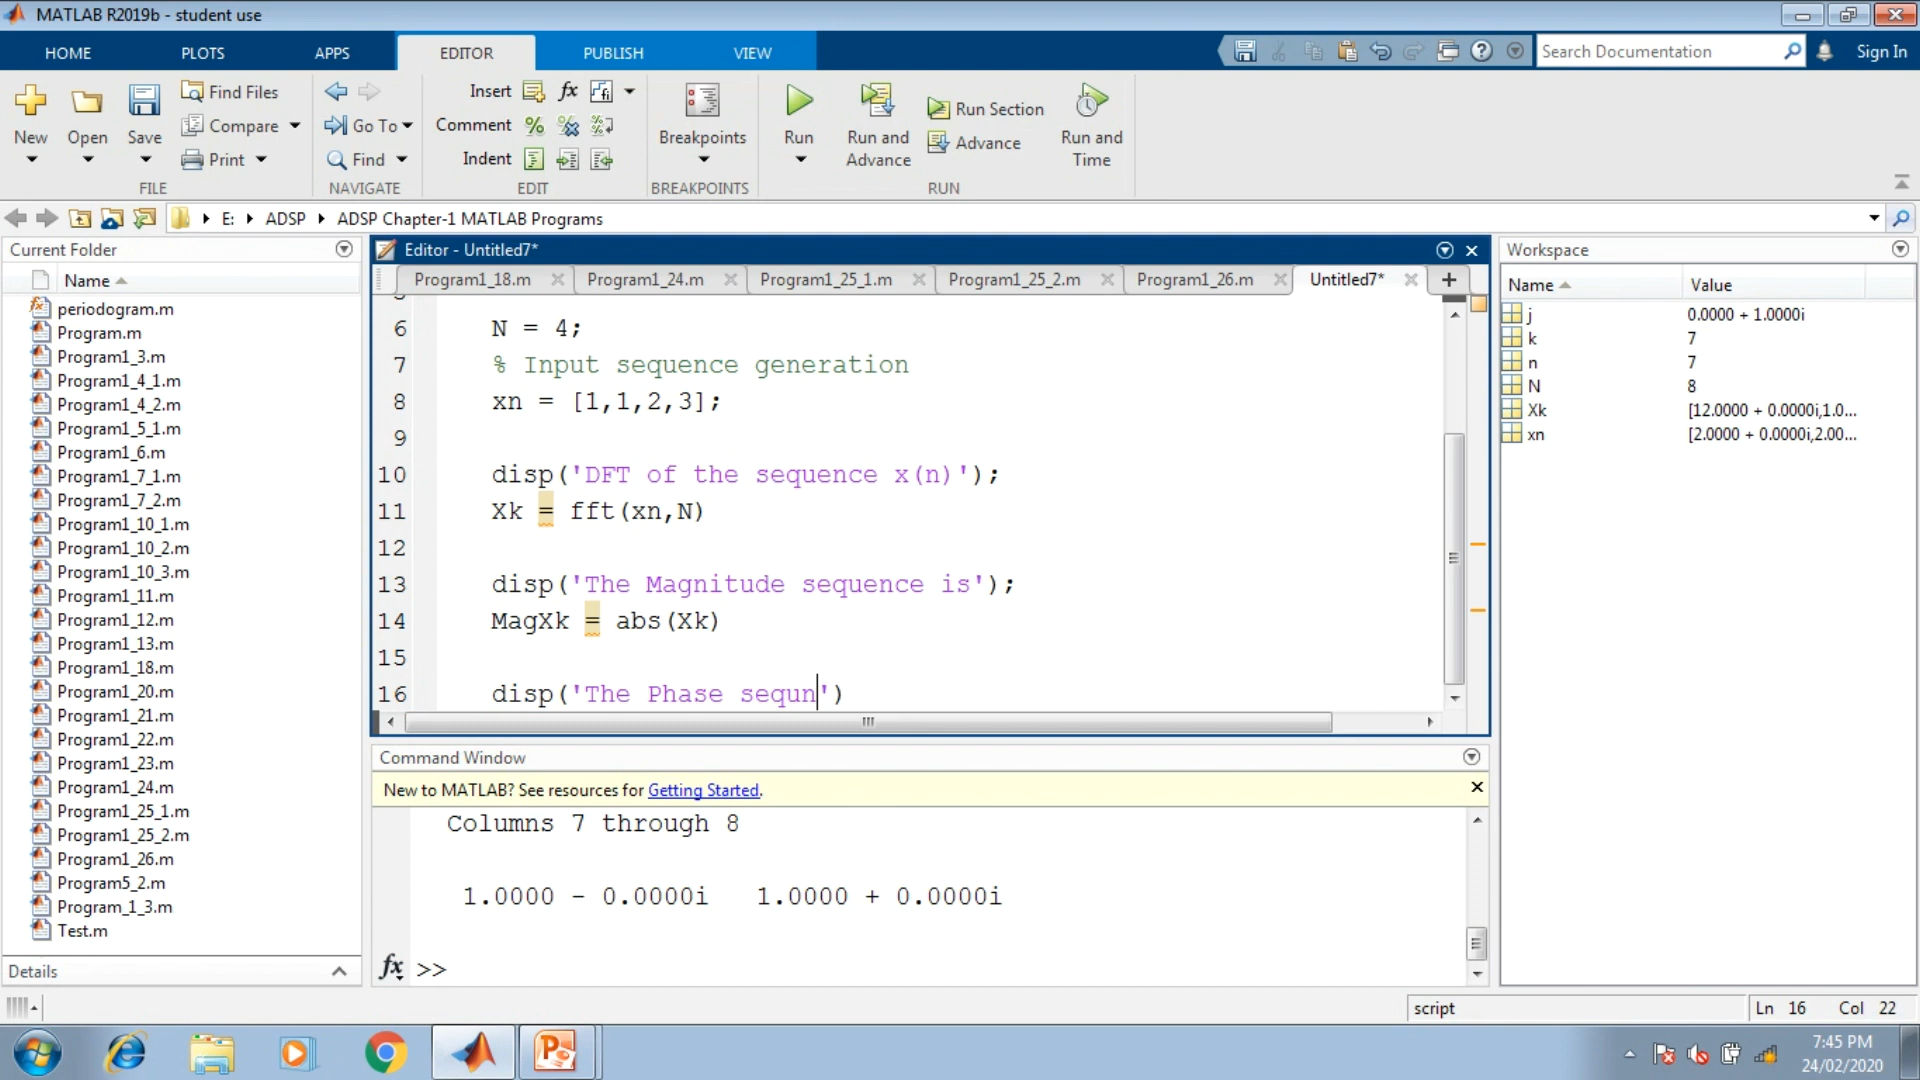 MATLAB R2019b - student use
HOME PLOTS APPS EDITOR PUBLISH VIEW
Search Documentation Sign In
New Open Save Find Files Compare Print
FILE
Go To Find
NAVIGATE
Insert fx fi
Comment
Indent
EDIT
Breakpoints
BREAKPOINTS
Run Run and Advance Run Section Advance Run and Time
RUN
E: ADSP ADSP Chapter-1 MATLAB Programs
Current Folder
Name
periodogram.m
Program.m
Program1_3.m
Program1_4_1.m
Program1_4_2.m
Program1_5_1.m
Program1_6.m
Program1_7_1.m
Program1_7_2.m
Program1_10_1.m
Program1_10_2.m
Program1_10_3.m
Program1_11.m
Program1_12.m
Program1_13.m
Program1_18.m
Program1_20.m
Program1_21.m
Program1_22.m
Program1_23.m
Program1_24.m
Program1_25_1.m
Program1_25_2.m
Program1_26.m
Program5_2.m
Program_1_3.m
Test.m
Details
Editor - Untitled7*
Program1_18.m Program1_24.m Program1_25_1.m Program1_25_2.m Program1_26.m Untitled7*
6 N = 4;
7 % Input sequence generation
8 xn = [1,1,2,3];
9
10 disp('DFT of the sequence x(n)');
11 Xk = fft(xn,N)
12
13 disp('The Magnitude sequence is');
14 MagXk = abs(Xk)
15
16 disp('The Phase sequn')
Command Window
New to MATLAB? See resources for Getting Started.
Columns 7 through 8
1.0000 - 0.0000i 1.0000 + 0.0000i
fx >>
Workspace
Name Value
j 0.0000 + 1.0000i
k 7
n 7
N 8
Xk [12.0000 + 0.0000i,1.0...
xn [2.0000 + 0.0000i,2.00...
script Ln 16 Col 22
7:45 PM
24/02/2020